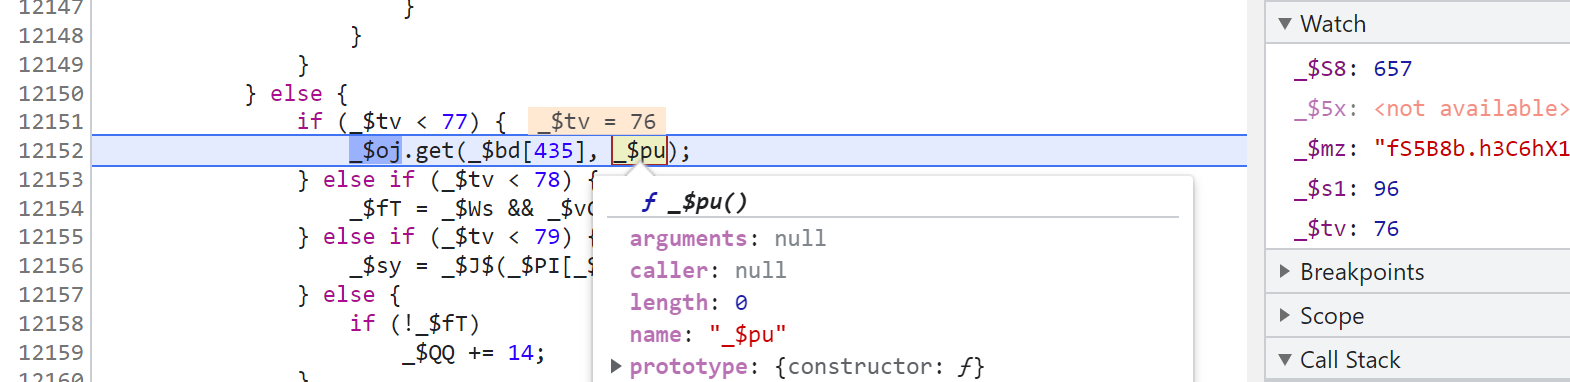 12147 }
12148 }
12149 }
12150 } else {
12151 if (_$tv < 77) { _$tv = 76
12152 _$oj.get(_$bd[435], _$pu);
12153 } else if (_$tv < 78) {
12154 _$fT = _$Ws && _$v
12155 } else if (_$tv < 79) {
12156 _$sy = _$J$(_$PI[_$
12157 } else {
12158 if (!_$fT)
12159 _$QQ += 14;
12160 }
ƒ _$pu()
arguments: null
caller: null
length: 0
name: "_$pu"
▶ prototype: {constructor: ƒ}
▼ Watch
_$S8: 657
_$5x: <not available>
_$mz: "fS5B8b.h3C6hX1
_$s1: 96
_$tv: 76
▶ Breakpoints
▶ Scope
▼ Call Stack